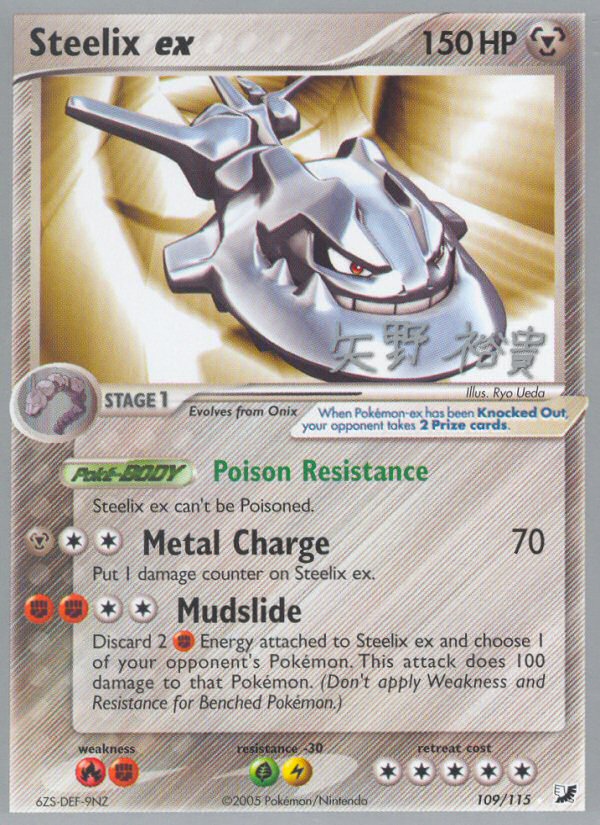 Steelix ex
150 HP
矢野 裕貴
Illus. Ryo Ueda
STAGE 1
Evolves from Onix
When Pokémon-ex has been Knocked Out,
your opponent takes 2 Prize cards.
Poké-BODY Poison Resistance
Steelix ex can't be Poisoned.
Metal Charge 70
Put 1 damage counter on Steelix ex.
Mudslide
Discard 2 Energy attached to Steelix ex and choose 1
of your opponent's Pokémon. This attack does 100
damage to that Pokémon. (Don't apply Weakness and
Resistance for Benched Pokémon.)
weakness
resistance -30
retreat cost
6ZS-DEF-9NZ
©2005 Pokémon/Nintendo
109/115